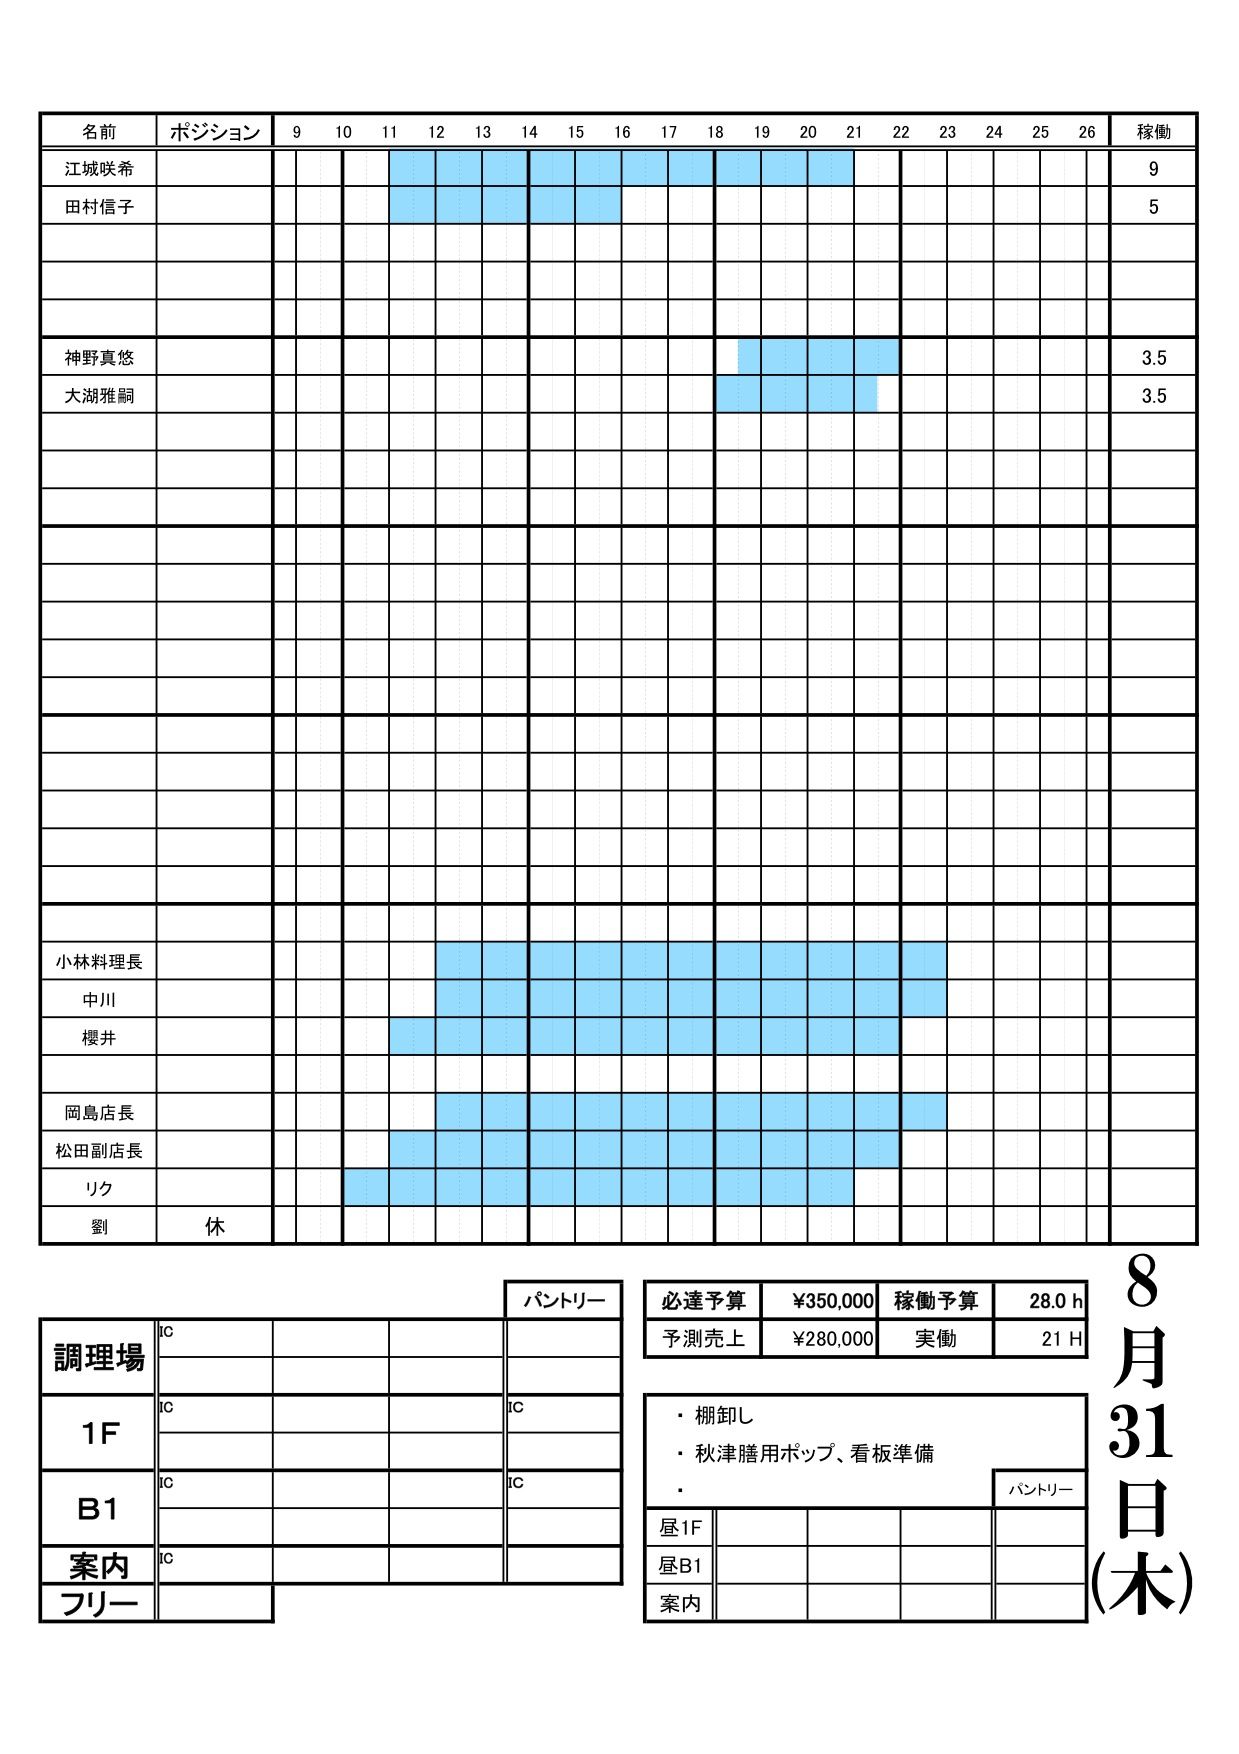 名前 ポジション 9 10 11 12 13 14 15 16 17 18 19 20 21 22 23 24 25 26 稼働
江城咲希 9
田村信子 5
神野真悠 3.5
大湖雅嗣 3.5
小林料理長
中川
櫻井
岡島店長
松田副店長
リク
劉 休
パントリー
調理場 IC
1F IC IC
B1 IC IC
案内 IC
フリー
必達予算 ¥350,000 稼働予算 28.0 h
予測売上 ¥280,000 実働 21 H
・ 棚卸し
・ 秋津膳用ポップ、看板準備
・
パントリー
昼1F
昼B1
案内
8
月
31
日
(木)